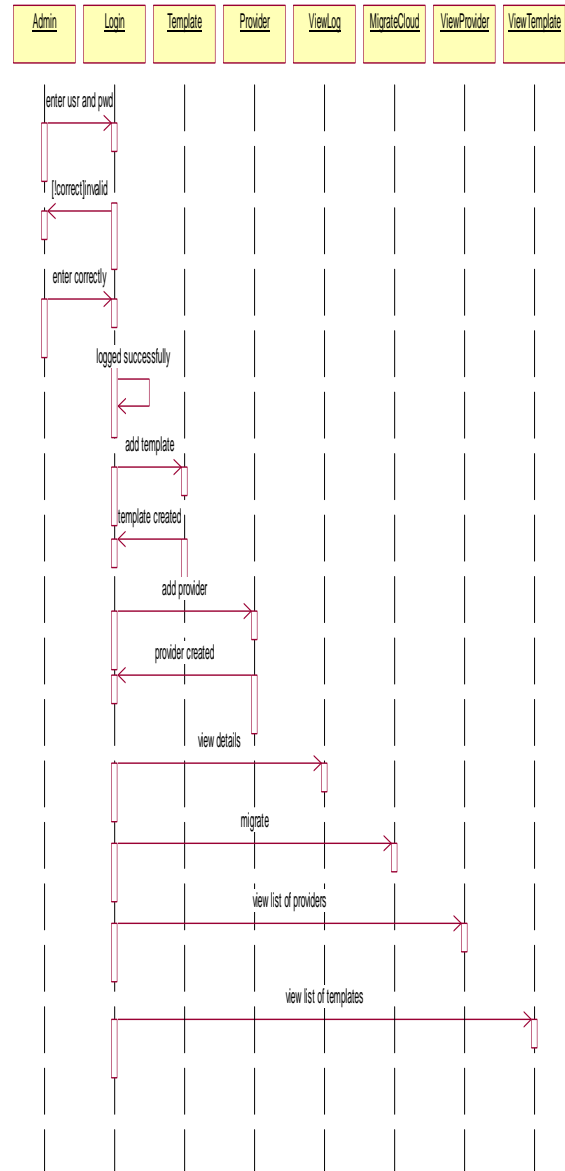 Admin
Login
Template
Provider
ViewLog
MigrateCloud
ViewProvider
ViewTemplate
enter usr and pwd
[!correct]invalid
enter correctly
logged successfully
add template
template created
add provider
provider created
view details
migrate
view list of providers
view list of templates